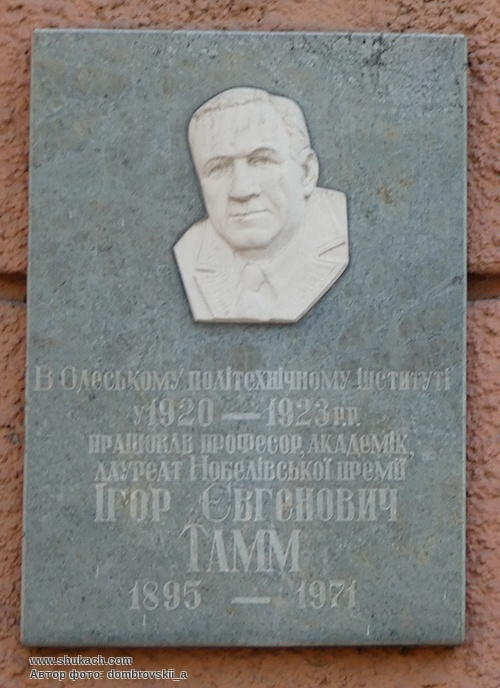 В Одеському політехнічному інституті
у 1920 — 1923 р.р.
працював професор, академік,
лауреат Нобелівської премії
Ігор Євгенович
Тамм
1895 — 1971
www.shukach.com
Автор фото: dombrovskii_a